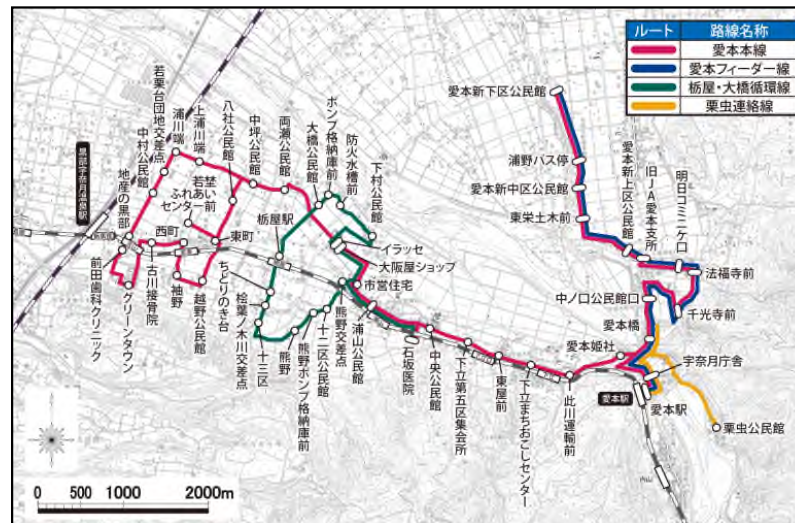 ルート 路線名称
愛本本線
愛本フィーダー線
栃屋・大橋循環線
栗虫連絡線
愛本新下区公民館
浦野バス停
愛本新中区公民館
東栄土木前
愛本新上区公民館
旧JA愛本支所
明日コミニケ口
法福寺前
千光寺前
中ノ口公民館口
愛本橋
愛本姫社
宇奈月庁舎
愛本駅
愛本駅
栗虫公民館
黒部宇奈月温泉駅
地産の黒部
中村公民館
若栗台団地交差点
浦川端
上浦川端
八社公民館
中坪公民館
両瀬公民館
大橋公民館
ポンプ格納庫前
防火水槽前
下村公民館
若埜
ふれあい
センター前
西町
東町
栃屋駅
イラッセ
大阪屋ショップ
市営住宅
前田歯科クリニック
グリーンタウン
古川接骨院
袖野
越野公民館
ちどりのき台
桧葉ノ木川交差点
十三区
熊野
熊野ポンプ格納庫前
十二区公民館
熊野交差点
浦山公民館
石坂医院
中央公民館
下立第五区集会所
東屋前
下立まちおこしセンター
此川運輸前
0 500 1000 2000m